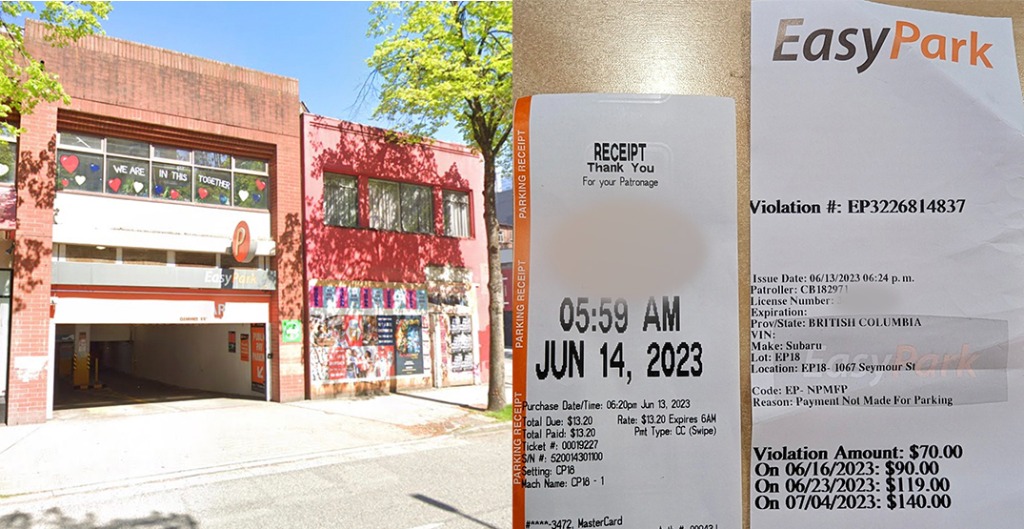 WE ARE IN THIS TOGETHER
P
EasyPark
PARKING RECEIPT
PARKING RECEIPT
PARKING RECEIPT
RECEIPT
Thank You
For your Patronage
05:59 AM
JUN 14, 2023
Purchase Date/Time: 06:20pm Jun 13, 2023
Total Due: $13.20 Rate: $13.20 Expires 6AM
Total Paid: $13.20 Pmt Type: CC (Swipe)
Ticket #: 00019227
S/N #: 520014301100
Setting: CP18
Mach Name: CP18 - 1
#****-3472, MasterCard
EasyPark
Violation #: EP3226814837
Issue Date: 06/13/2023 06:24 p.m.
Patroller: CB182971
License Number:
Expiration:
Prov/State: BRITISH COLUMBIA
VIN:
Make: Subaru
Lot: EP18
Location: EP18- 1067 Seymour St
EasyPark
Code: EP- NPMFP
Reason: Payment Not Made For Parking
Violation Amount: $70.00
On 06/16/2023: $90.00
On 06/23/2023: $119.00
On 07/04/2023: $140.00